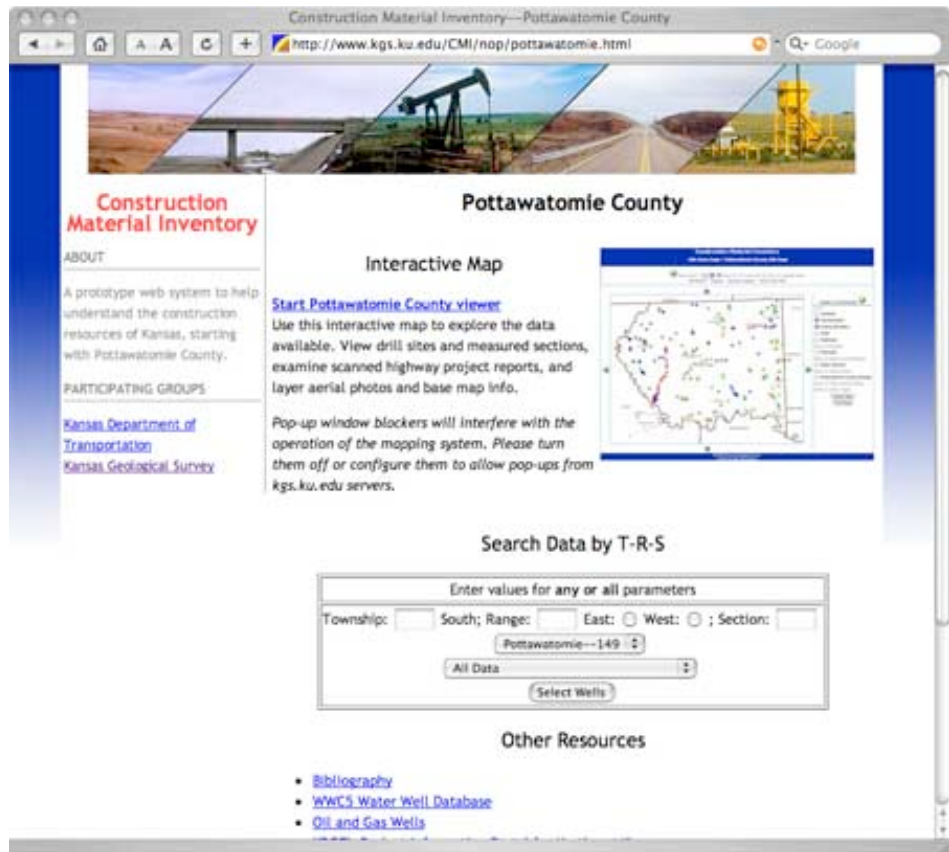 Construction Material Inventory--Pottawatomie County
A A C +
http://www.kgs.ku.edu/CMI/nop/pottawatomie.html
Google
Construction
Material Inventory
ABOUT
A prototype web system to help
understand the construction
resources of Kansas, starting
with Pottawatomie County.
PARTICIPATING GROUPS
Kansas Department of
Transportation
Kansas Geological Survey
Pottawatomie County
Interactive Map
Start Pottawatomie County viewer
Use this interactive map to explore the data
available. View drill sites and measured sections,
examine scanned highway project reports, and
layer aerial photos and base map info.
Pop-up window blockers will interfere with the
operation of the mapping system. Please turn
them off or configure them to allow pop-ups from
kgs.ku.edu servers.
Search Data by T-R-S
Enter values for any or all parameters
Township: South; Range: East: West: ; Section:
Pottawatomie--149
All Data
Select Wells
Other Resources
• Bibliography
• WWC5 Water Well Database
• Oil and Gas Wells